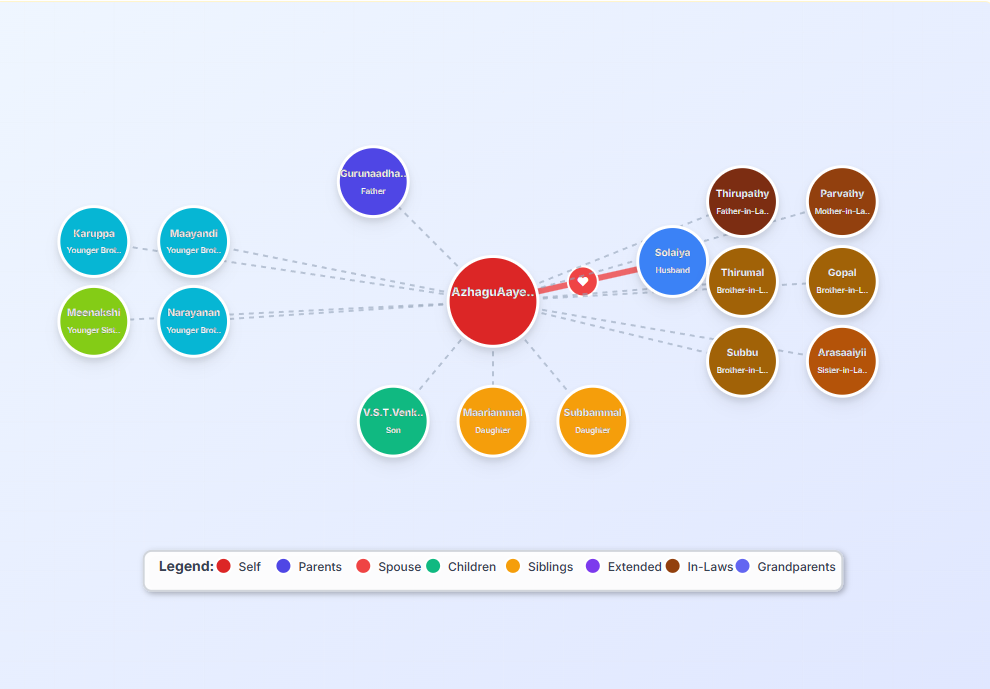 Gurunaadha..
Father
Thirupathy
Father-in-La..
Parvathy
Mother-in-La..
Karuppa
Younger Brot..
Maayandi
Younger Brot..
Solaiya
Husband
Thirumal
Brother-in-L..
Gopal
Brother-in-L..
AzhaguAaye..
Meenakshi
Younger Sis..
Narayanan
Younger Brot..
Subbu
Brother-in-L..
Arasaaiyii
Sister-in-La..
V.S.T.Venk..
Son
Maariammal
Daughter
Subbammal
Daughter
Legend: Self Parents Spouse Children Siblings Extended In-Laws Grandparents